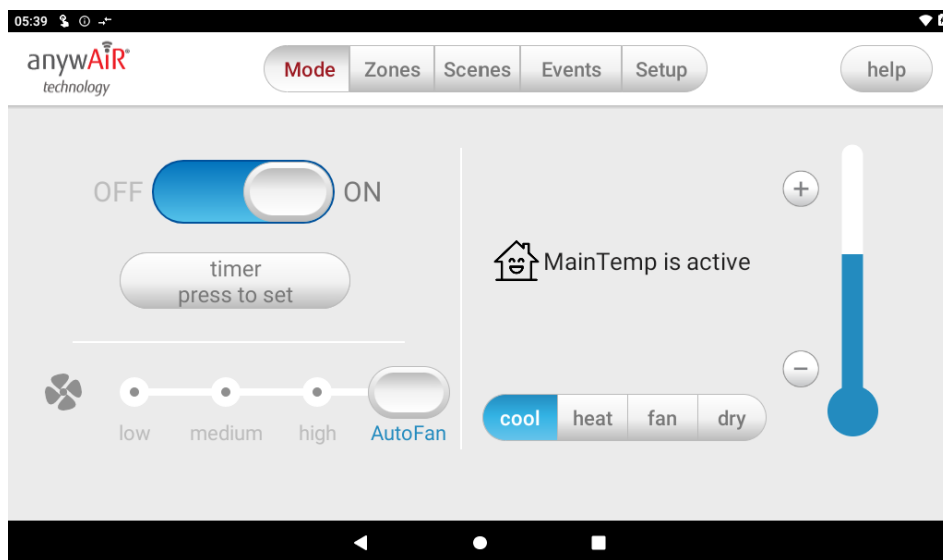 05:39
anywAiR
technology
Mode Zones Scenes Events Setup
help
OFF ON
timer
press to set
MainTemp is active
low medium high AutoFan
cool heat fan dry